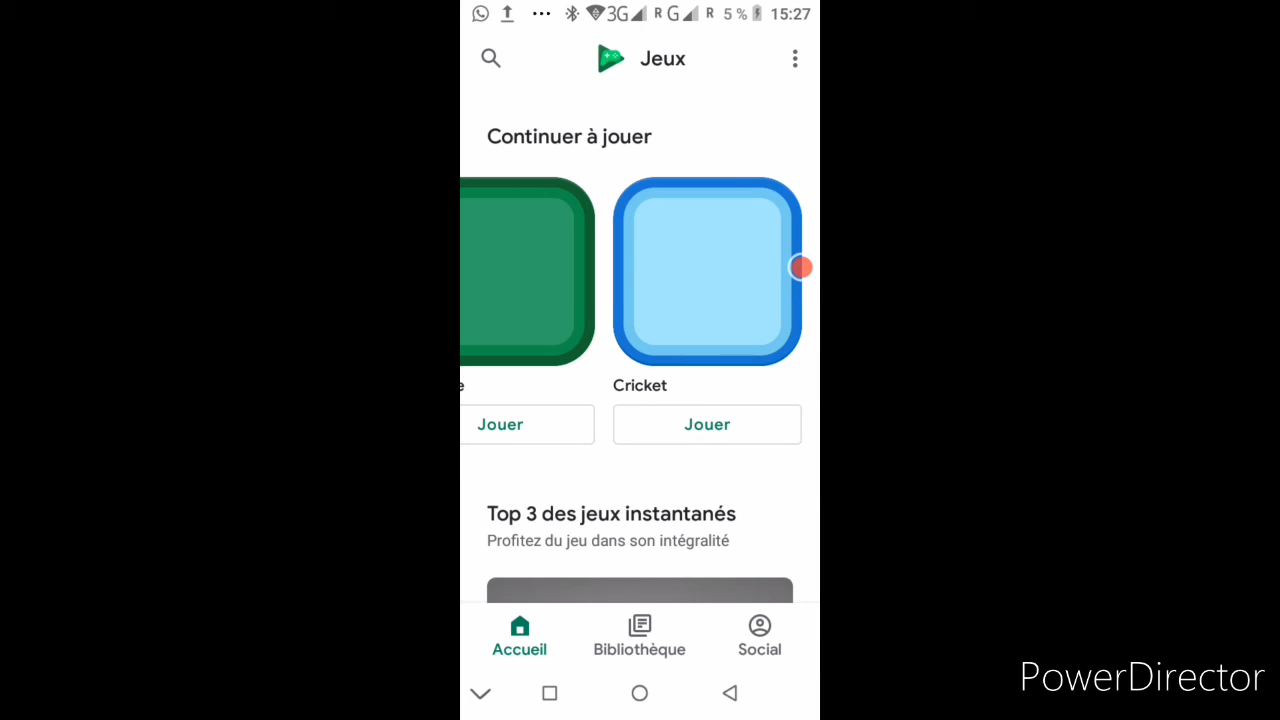 3G R G R 5 % 15:27
Jeux
Continuer à jouer
e Cricket
Jouer Jouer
Top 3 des jeux instantanés
Profitez du jeu dans son intégralité
Accueil Bibliothèque Social
PowerDirector